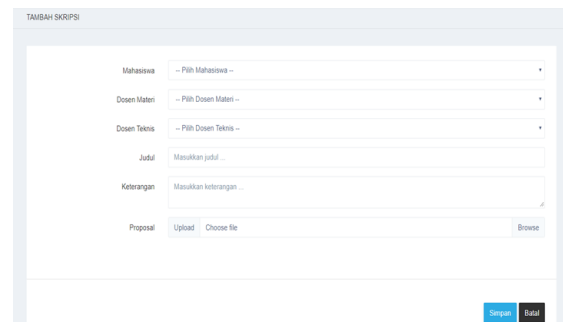 TAMBAH SKRIPSI
Mahasiswa -- Pilih Mahasiswa --
Dosen Materi -- Pilih Dosen Materi --
Dosen Teknis -- Pilih Dosen Teknis --
Judul Masukkan judul ...
Keterangan Masukkan keterangan ...
Proposal Upload Choose file Browse
Simpan Batal